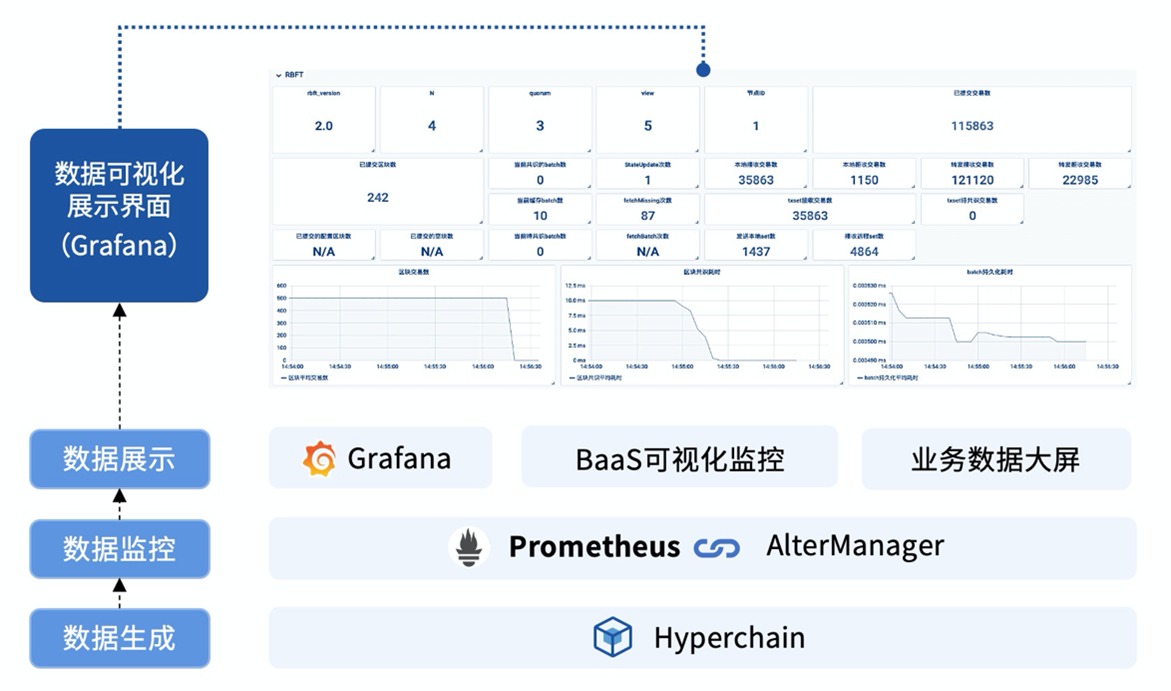 RBFT
rbft_version
N
quorum
view
节点ID
已提交交易数
2.0
4
3
5
1
115863
已提交区块数
当前共识的batch数
StateUpdate次数
本地接收交易数
本地拒收交易数
转发接收交易数
转发拒收交易数
0
1
35863
1150
121120
22985
242
当前缓存batch数
fetchMissing次数
txset接收交易数
txset待共识交易数
10
87
35863
0
已提交的配置区块数
已提交的空块数
当前待共识batch数
fetchBatch次数
发送本地set数
接收远程set数
N/A
N/A
0
N/A
1437
4864
区块交易数
600
500
400
300
200
100
0
14:54:00
14:54:30
14:55:00
14:55:30
14:56:00
14:56:30
区块平均交易数
区块共识耗时
12.5 ms
10.0 ms
7.5 ms
5.0 ms
2.5 ms
0 ms
14:54:00
14:54:30
14:55:00
14:55:30
14:56:00
14:56:30
区块共识平均耗时
batch持久化耗时
0.003530 ms
0.003520 ms
0.003510 ms
0.003500 ms
0.003490 ms
14:54:00
14:54:30
14:55:00
14:55:30
14:56:00
14:56:30
batch持久化平均耗时
数据可视化
展示界面
（Grafana）
数据展示
Grafana
BaaS可视化监控
业务数据大屏
数据监控
Prometheus
AlterManager
数据生成
Hyperchain